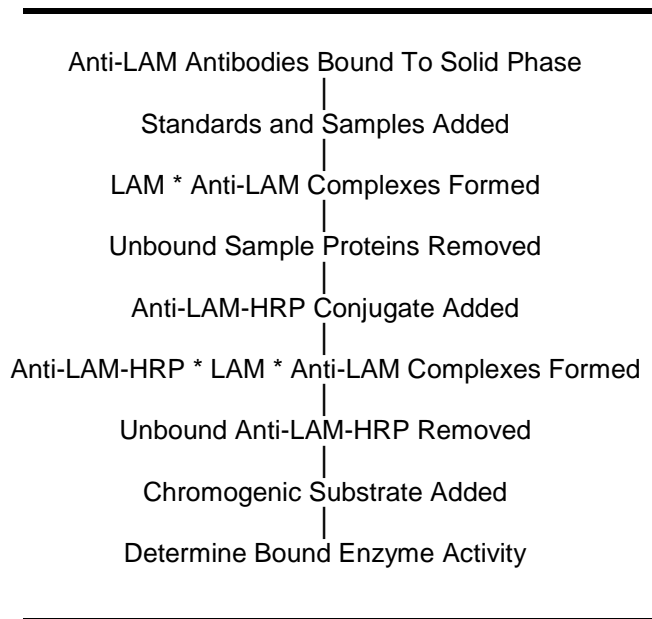 Anti-LAM Antibodies Bound To Solid Phase
Standards and Samples Added
LAM * Anti-LAM Complexes Formed
Unbound Sample Proteins Removed
Anti-LAM-HRP Conjugate Added
Anti-LAM-HRP * LAM * Anti-LAM Complexes Formed
Unbound Anti-LAM-HRP Removed
Chromogenic Substrate Added
Determine Bound Enzyme Activity